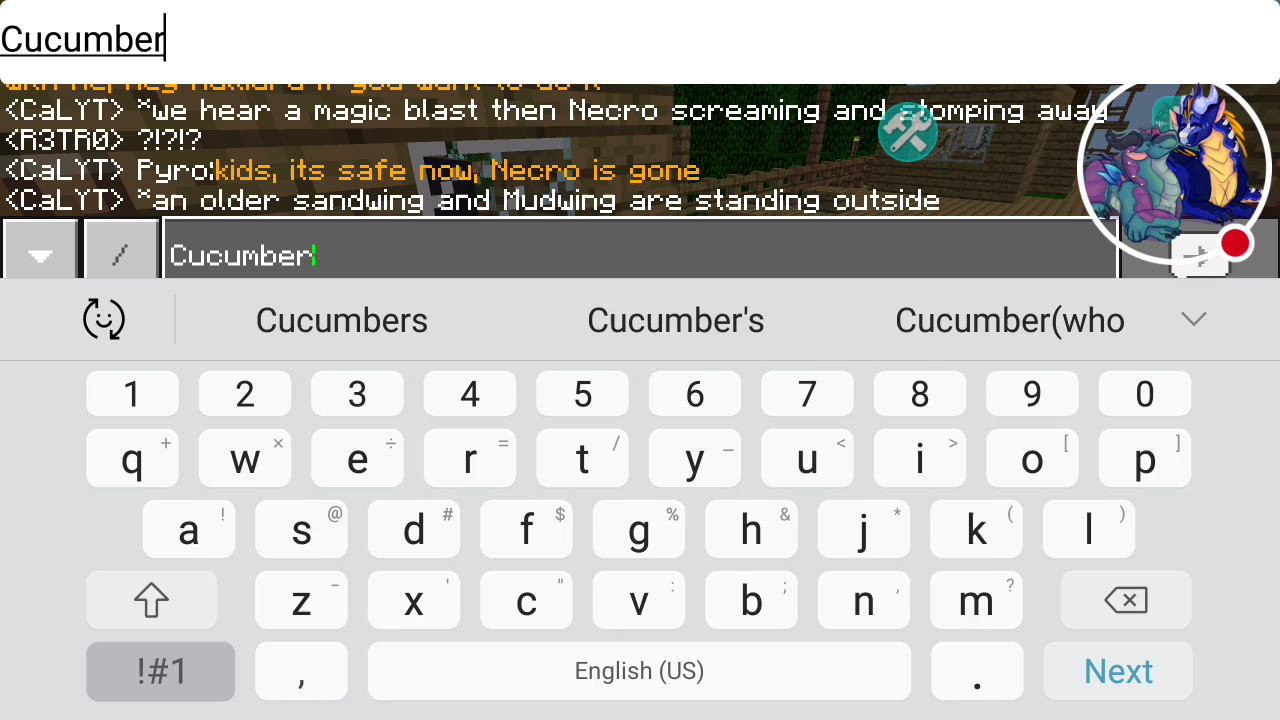 Cucumber
<CaLYT> *we hear a magic blast then Necro screaming and stomping away
<R3TR0> ?!?!?
<CaLYT> Pyro:kids, its safe now, Necro is gone
<CaLYT> *an older sandwing and Mudwing are standing outside
/ Cucumber
Cucumbers Cucumber's Cucumber(who
1 2 3 4 5 6 7 8 9 0
q + w × e ÷ r = t / y _ u < i > o [ p ]
a ! s @ d # f $ g % h & j * k ( l )
z - x ' c " v : b ; n , m ?
!#1 , English (US) . Next